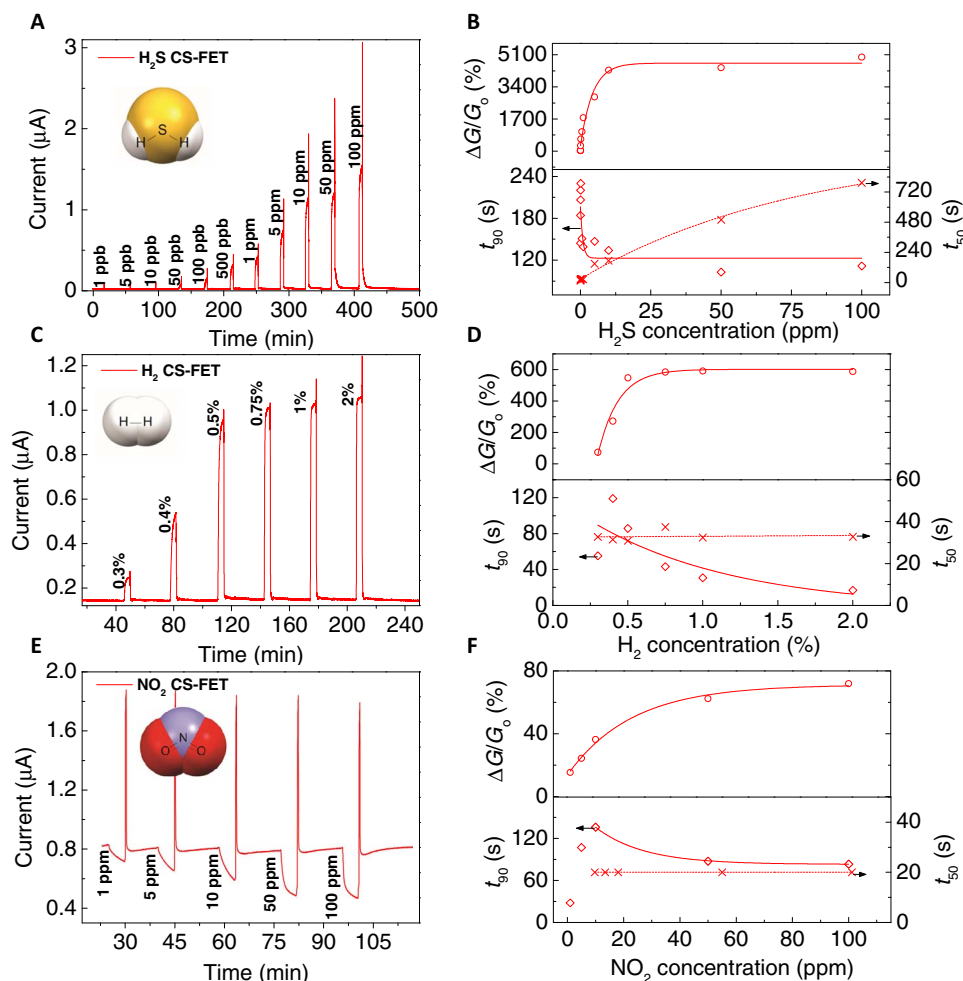 A
H2S CS-FET
H S H
Current (µA)
3
2
1
0
1 ppb
5 ppb
10 ppb
50 ppb
100 ppb
500 ppb
1 ppm
5 ppm
10 ppm
50 ppm
100 ppm
0 100 200 300 400 500
Time (min)
B
ΔG/Go (%)
5100
3400
1700
0
t90 (s)
240
180
120
t50 (s)
720
480
240
0
0 25 50 75 100
H2S concentration (ppm)
C
H2 CS-FET
H H
Current (µA)
1.2
1.0
0.8
0.6
0.4
0.2
0.3%
0.4%
0.5%
0.75%
1%
2%
40 80 120 160 200 240
Time (min)
D
ΔG/Go (%)
600
400
200
0
t90 (s)
120
80
40
0
t50 (s)
60
40
20
0
0.0 0.5 1.0 1.5 2.0
H2 concentration (%)
E
NO2 CS-FET
O N O
Current (µA)
2.0
1.6
1.2
0.8
0.4
1 ppm
5 ppm
10 ppm
50 ppm
100 ppm
30 45 60 75 90 105
Time (min)
F
ΔG/Go (%)
80
40
0
t90 (s)
120
60
0
t50 (s)
40
20
0
0 20 40 60 80 100
NO2 concentration (ppm)